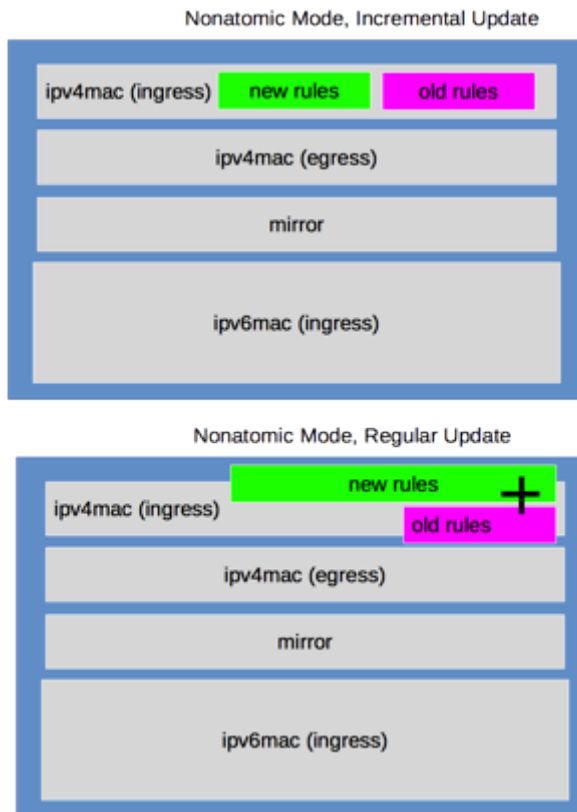 Nonatomic Mode, Incremental Update
ipv4mac (ingress) new rules old rules
ipv4mac (egress)
mirror
ipv6mac (ingress)
Nonatomic Mode, Regular Update
new rules
ipv4mac (ingress)
old rules
ipv4mac (egress)
mirror
ipv6mac (ingress)